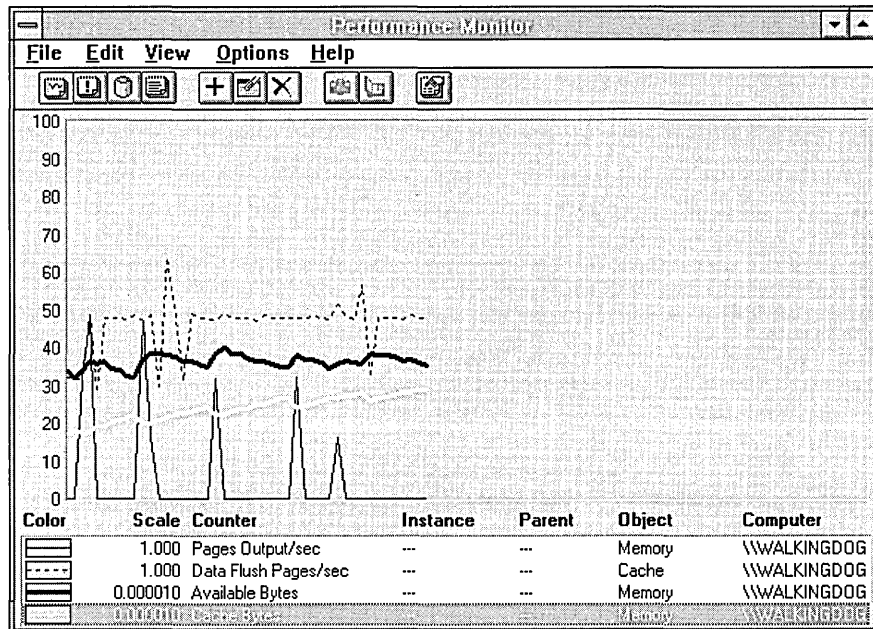 Performance Monitor
File Edit View Options Help
100
90
80
70
60
50
40
30
20
10
0
Color Scale Counter Instance Parent Object Computer
1.000 Pages Output/sec --- --- Memory \\WALKINGDOG
1.000 Data Flush Pages/sec --- --- Cache \\WALKINGDOG
0.000010 Available Bytes --- --- Memory \\WALKINGDOG
0.000010 Cache Bytes --- --- Memory \\WALKINGDOG